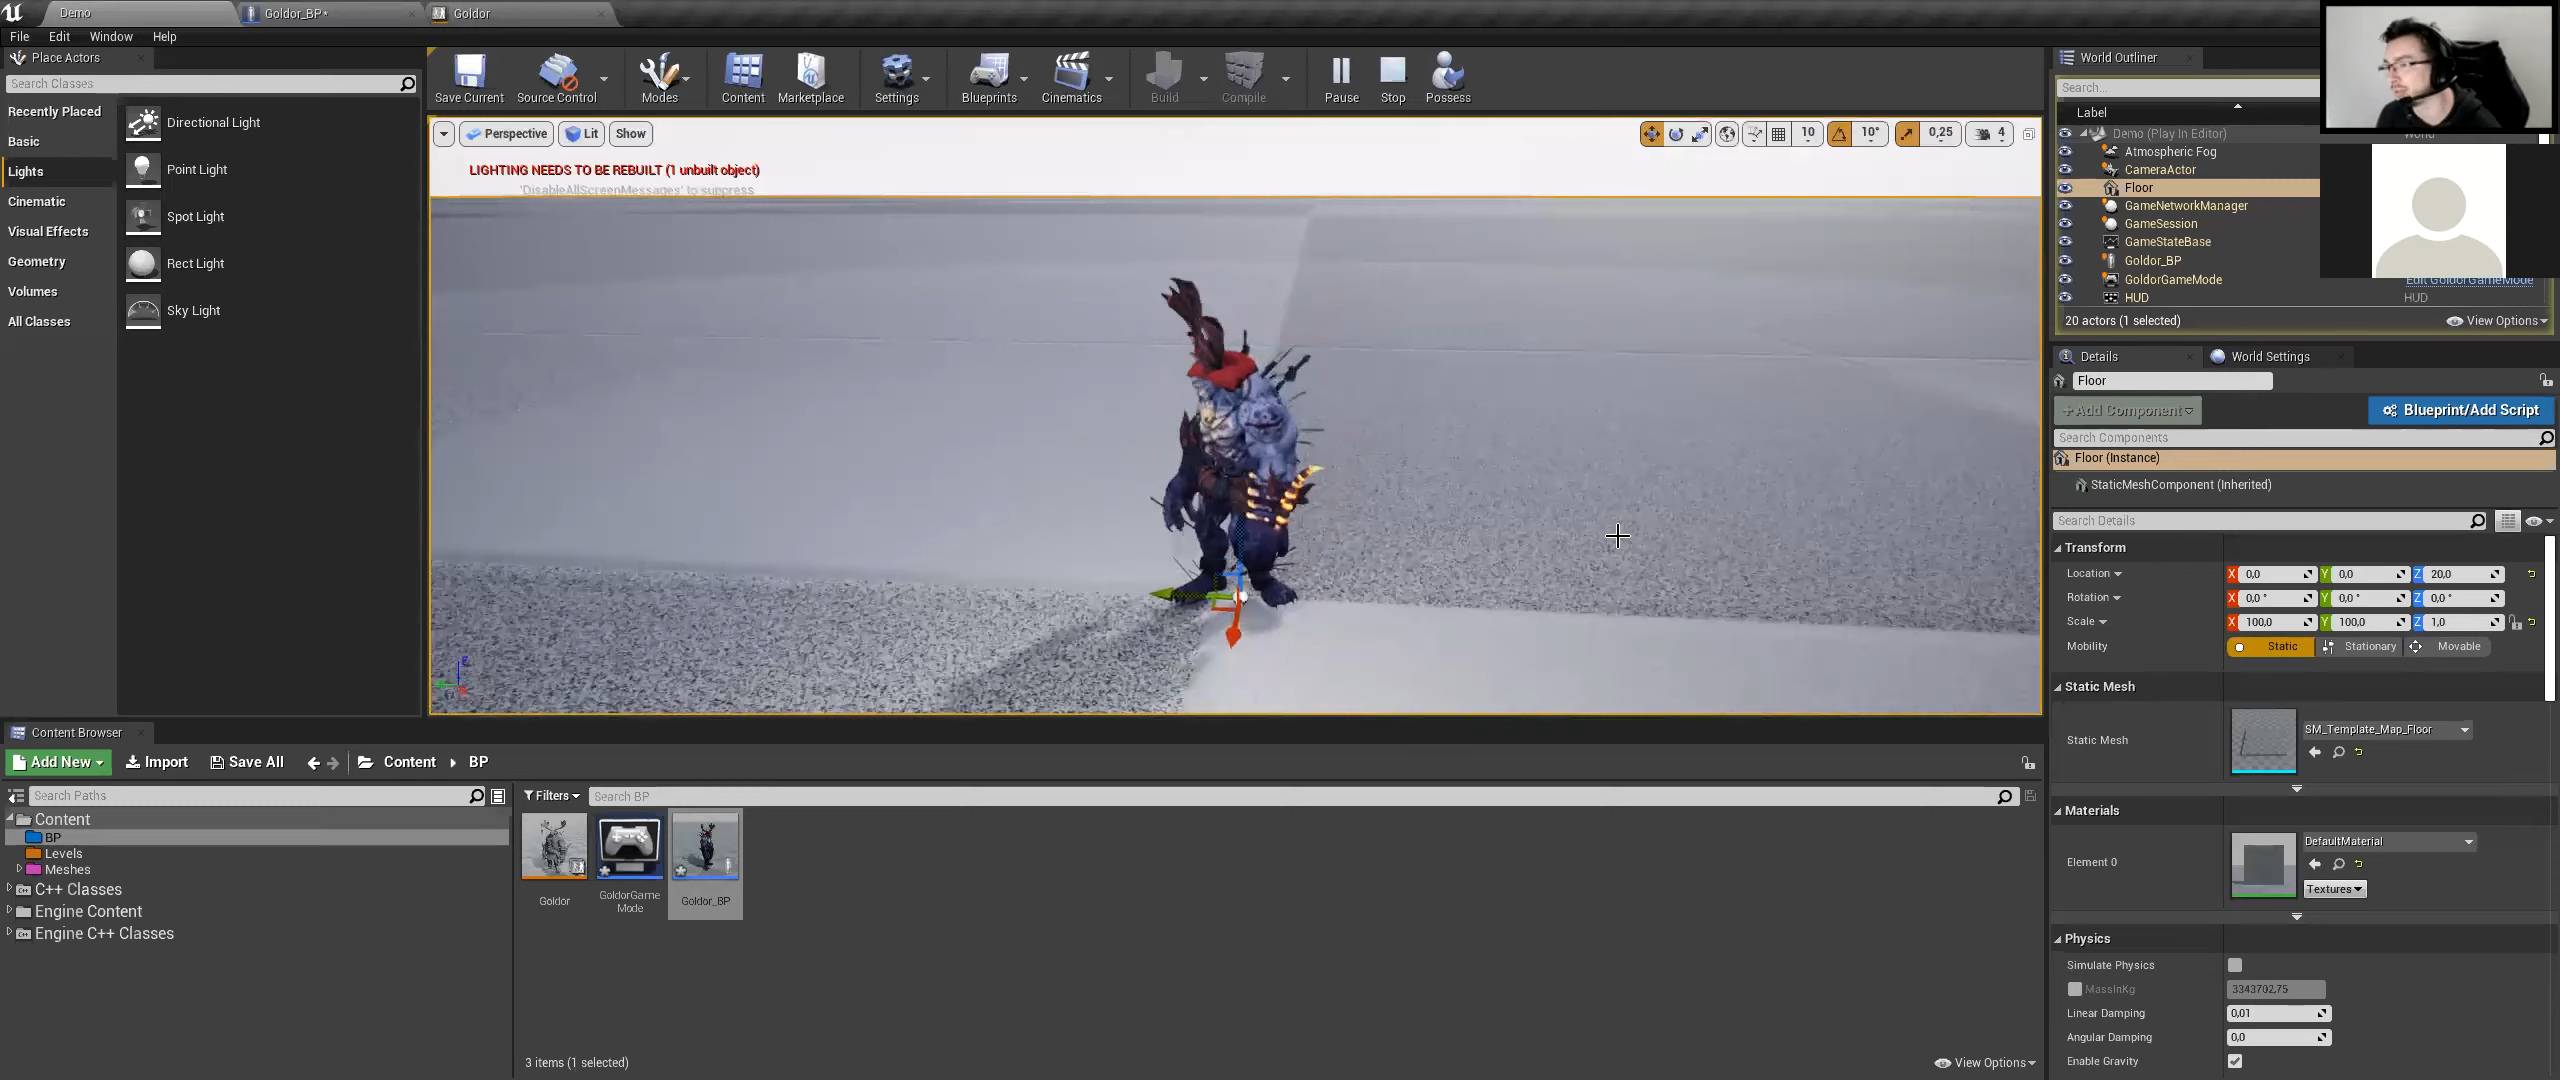 Demo
Goldor_BP*
Goldor
File Edit Window Help
Place Actors
Search Classes
Recently Placed
Basic
Lights
Cinematic
Visual Effects
Geometry
Volumes
All Classes
Directional Light
Point Light
Spot Light
Rect Light
Sky Light
Save Current
Source Control
Modes
Content
Marketplace
Settings
Blueprints
Cinematics
Build
Compile
Pause
Stop
Possess
Perspective
Lit
Show
10
10°
0,25
4
LIGHTING NEEDS TO BE REBUILT (1 unbuilt object)
'DisableAllScreenMessages' to suppress
World Outliner
Search...
Label
Demo (Play In Editor) World
Atmospheric Fog
CameraActor
Floor
GameNetworkManager
GameSession
GameStateBase
Goldor_BP
GoldorGameMode Edit GoldorGameMode
HUD HUD
20 actors (1 selected)
View Options
Details
World Settings
Floor
+Add Component
Blueprint/Add Script
Search Components
Floor (Instance)
StaticMeshComponent (Inherited)
Search Details
Transform
Location X 0,0 Y 0,0 Z 20,0
Rotation X 0,0 ° Y 0,0 ° Z 0,0 °
Scale X 100,0 Y 100,0 Z 1,0
Mobility Static Stationary Movable
Static Mesh
Static Mesh
SM_Template_Map_Floor
Materials
Element 0
DefaultMaterial
Textures
Physics
Simulate Physics
MassInKg 3343702,75
Linear Damping 0,01
Angular Damping 0,0
Enable Gravity
Content Browser
Add New
Import
Save All
Content
BP
Search Paths
Filters
Search BP
Content
BP
Levels
Meshes
C++ Classes
Engine Content
Engine C++ Classes
Goldor
GoldorGame
Mode
Goldor_BP
3 items (1 selected)
View Options